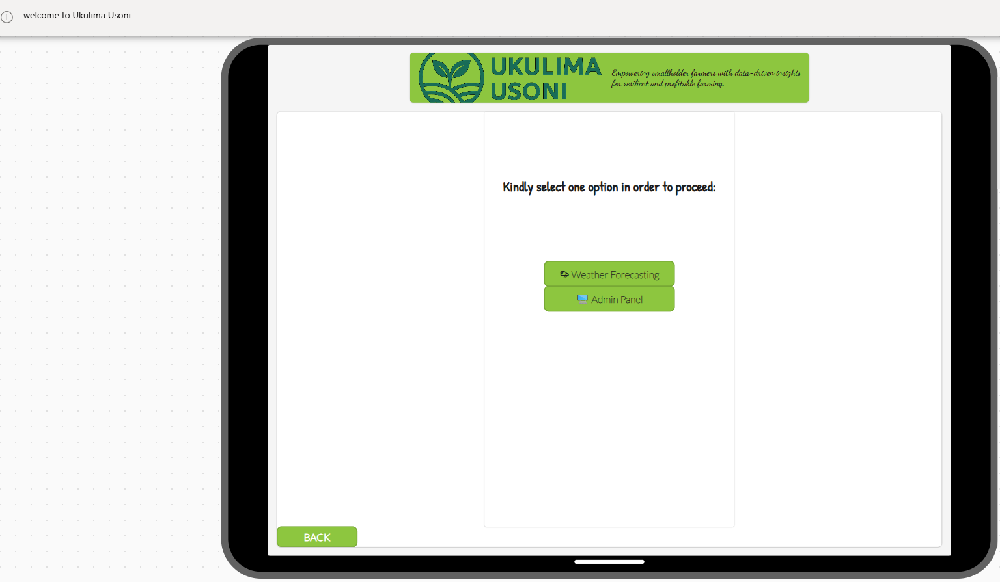 welcome to Ukulima Usoni
UKULIMA
USONI
Empowering smallholder farmers with data-driven insights
for resilient and profitable farming.
Kindly select one option in order to proceed:
Weather Forecasting
Admin Panel
BACK